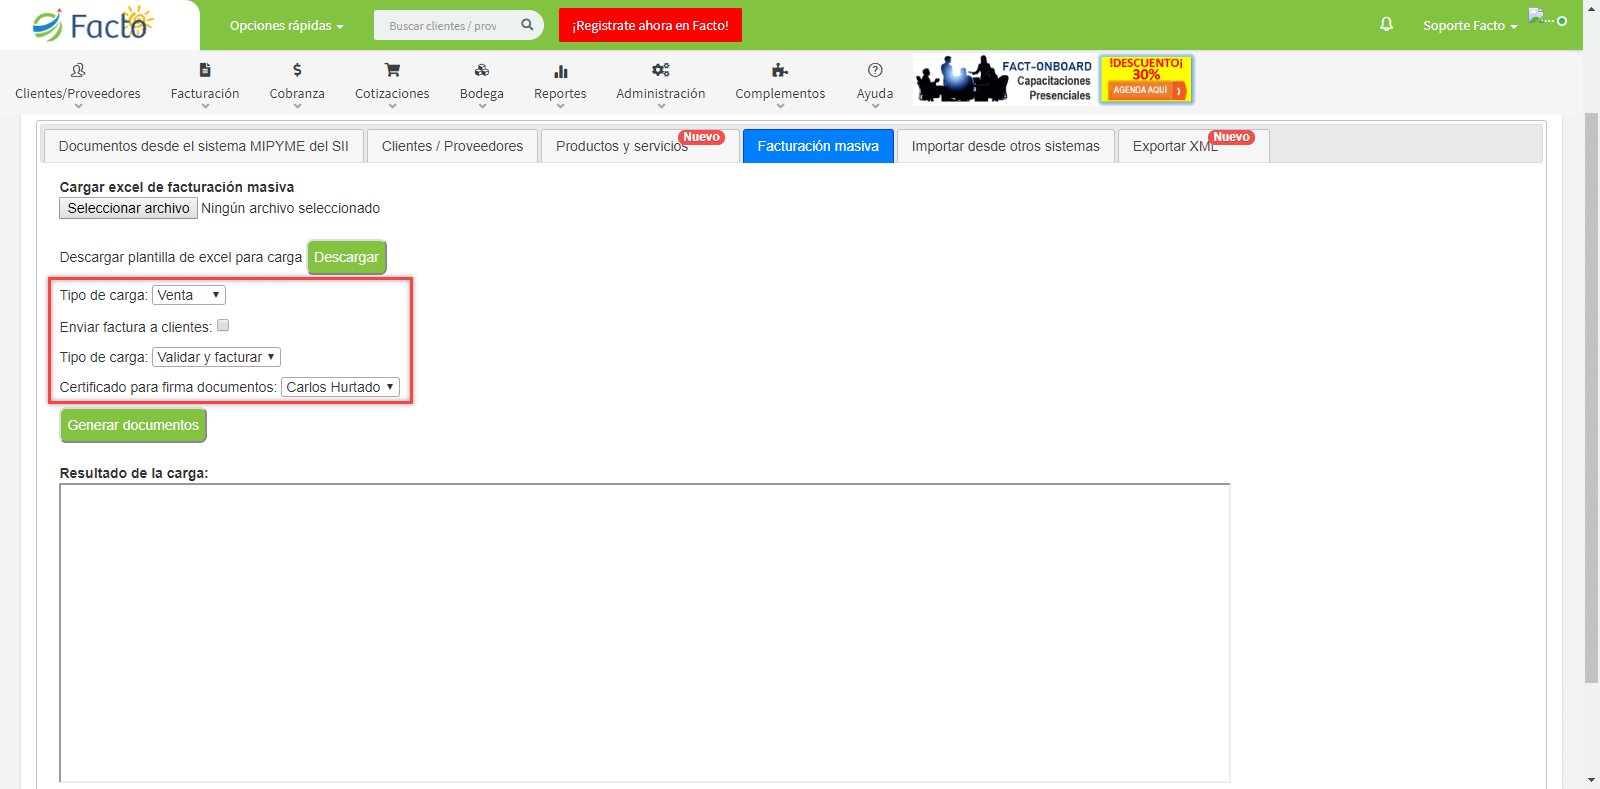 Facto
Opciones rápidas
Buscar clientes / prov
¡Registrate ahora en Facto!
Soporte Facto
...
Clientes/Proveedores
Facturación
Cobranza
Cotizaciones
Bodega
Reportes
Administración
Complementos
Ayuda
FACT-ONBOARD
Capacitaciones
Presenciales
!DESCUENTO¡
30%
AGENDA AQUI
Documentos desde el sistema MIPYME del SII
Clientes / Proveedores
Productos y servicios
Nuevo
Facturación masiva
Importar desde otros sistemas
Exportar XML
Nuevo
Cargar excel de facturación masiva
Seleccionar archivo Ningún archivo seleccionado
Descargar plantilla de excel para carga Descargar
Tipo de carga: Venta
Enviar factura a clientes:
Tipo de carga: Validar y facturar
Certificado para firma documentos: Carlos Hurtado
Generar documentos
Resultado de la carga: